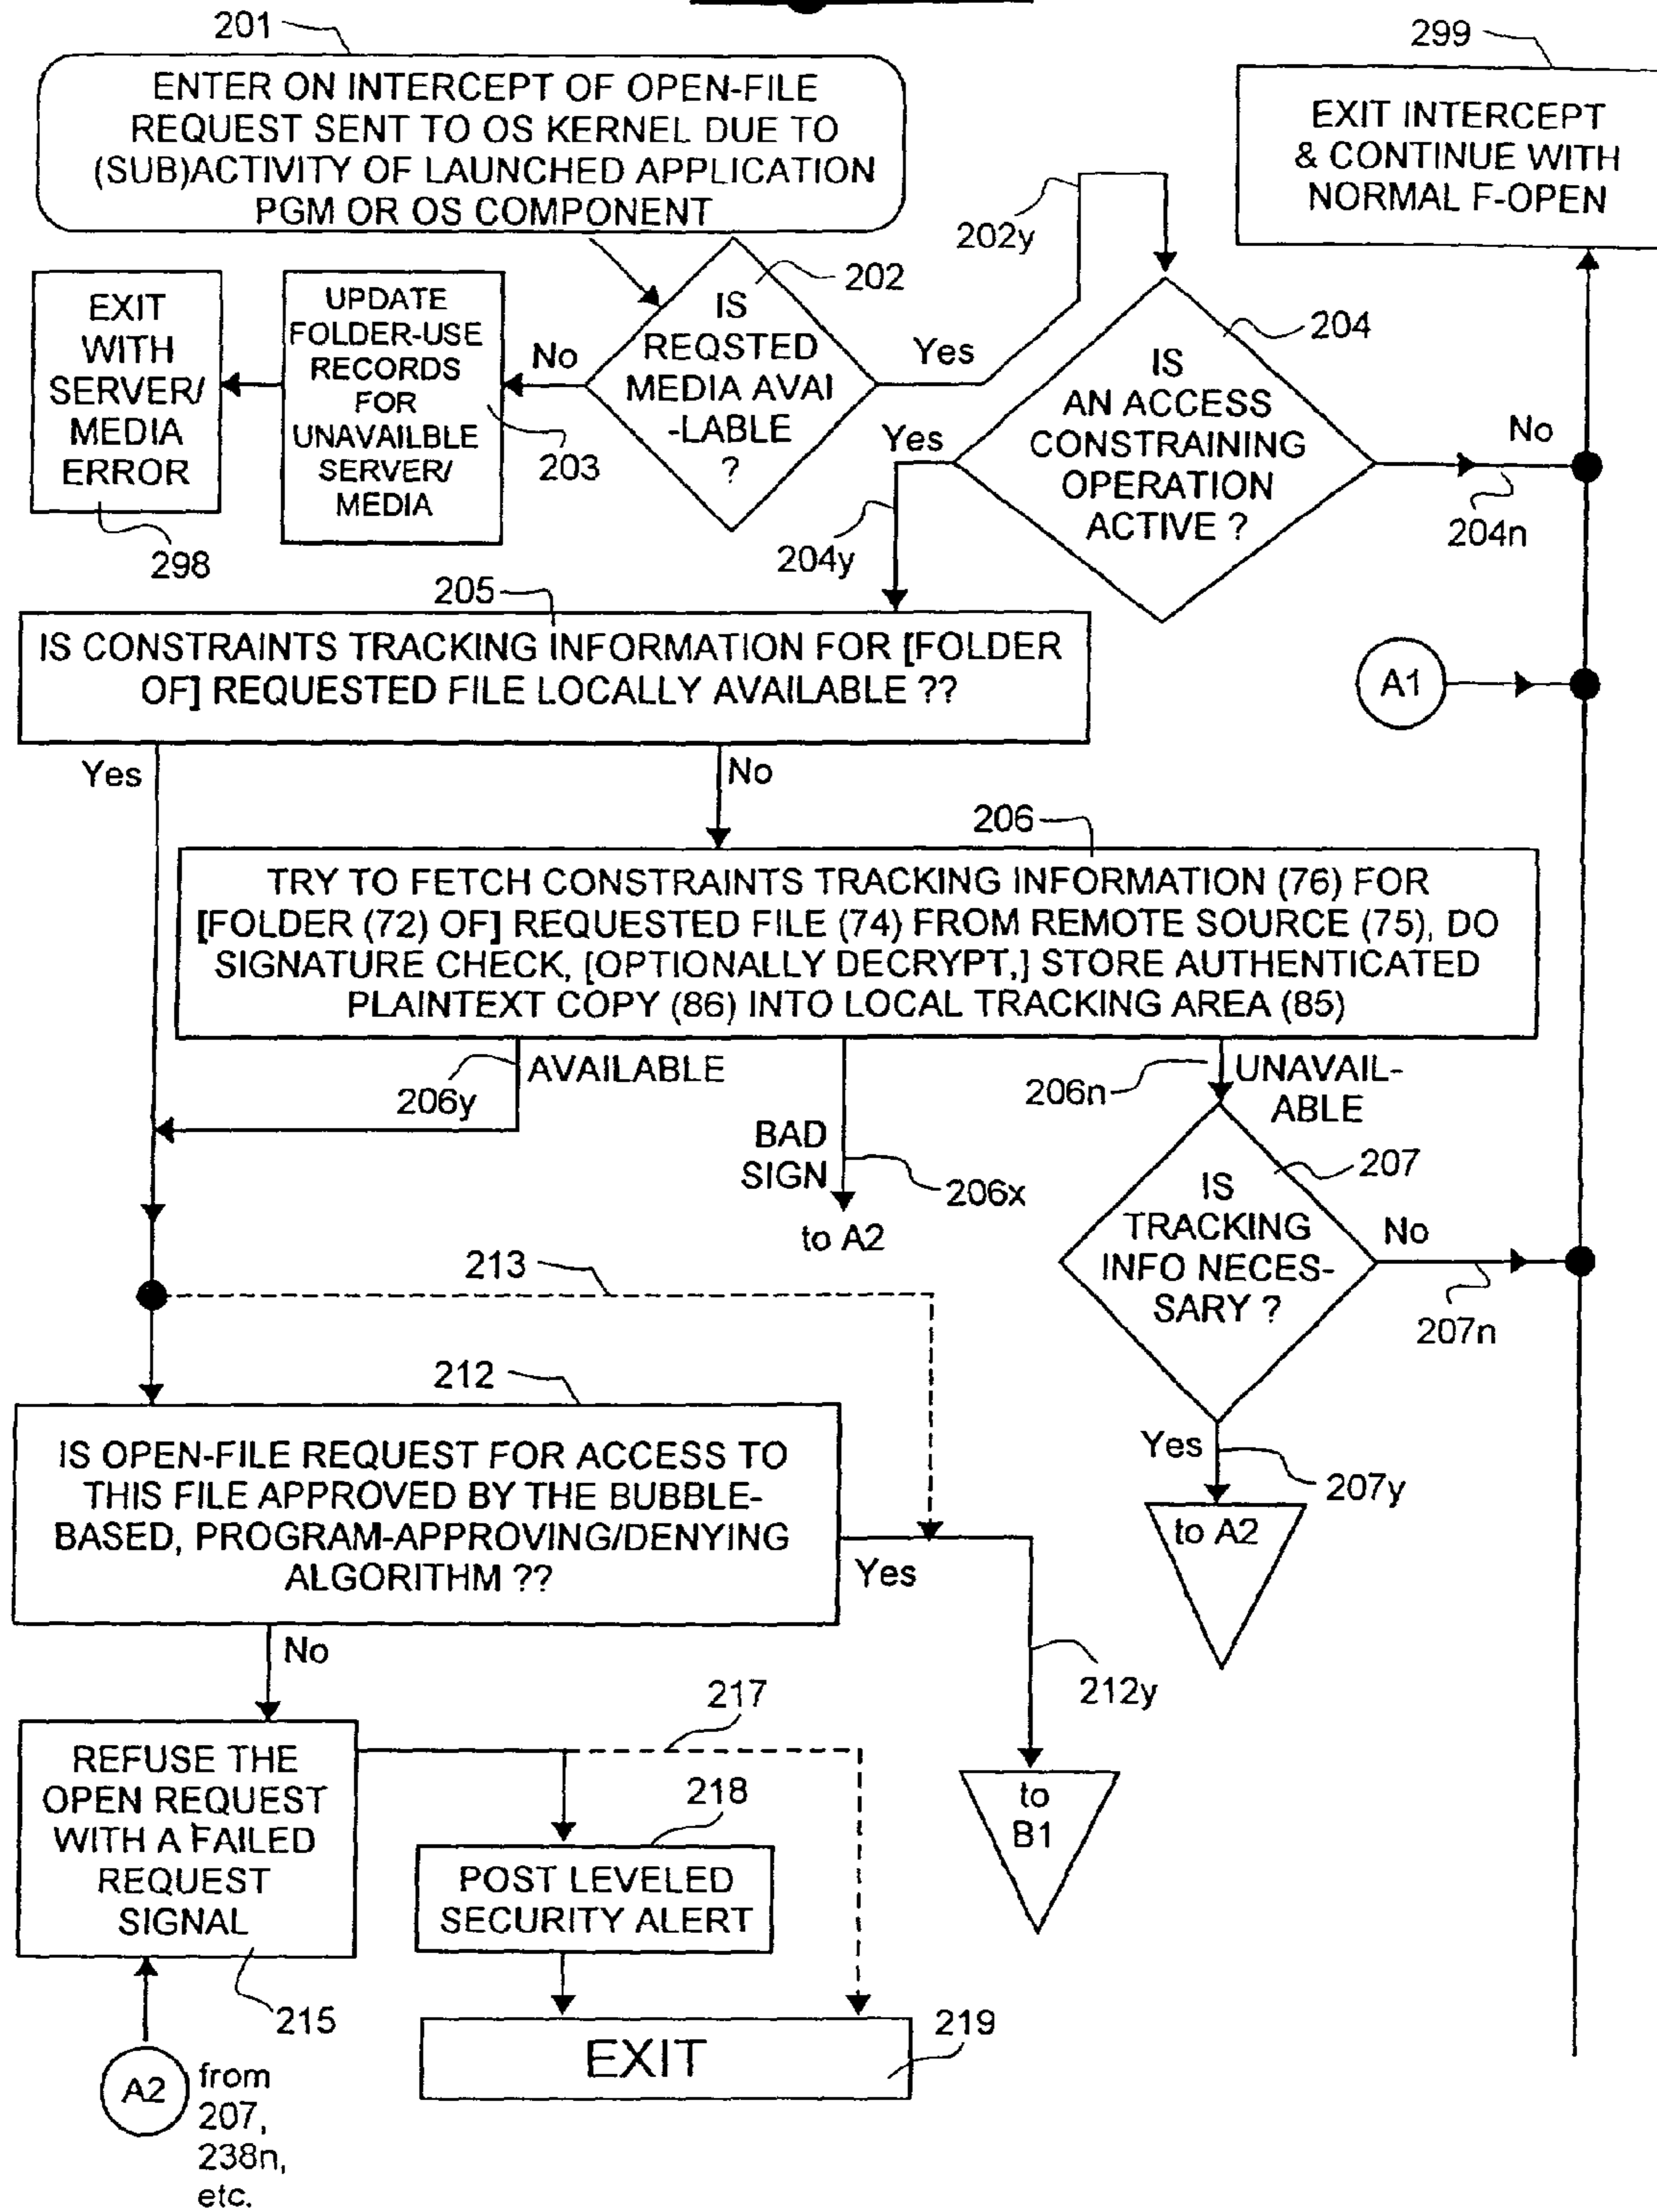 201
ENTER ON INTERCEPT OF OPEN-FILE
REQUEST SENT TO OS KERNEL DUE TO
(SUB)ACTIVITY OF LAUNCHED APPLICATION
PGM OR OS COMPONENT
299
EXIT INTERCEPT
& CONTINUE WITH
NORMAL F-OPEN
202y
EXIT
WITH
SERVER/
MEDIA
ERROR
298
UPDATE
FOLDER-USE
RECORDS
FOR
UNAVAILBLE
SERVER/
MEDIA
203
No
202
IS
REQSTED
MEDIA AVAI
-LABLE
?
Yes
204
IS
AN ACCESS
CONSTRAINING
OPERATION
ACTIVE ?
Yes
204y
No
204n
205
IS CONSTRAINTS TRACKING INFORMATION FOR [FOLDER
OF] REQUESTED FILE LOCALLY AVAILABLE ??
A1
Yes
No
206
TRY TO FETCH CONSTRAINTS TRACKING INFORMATION (76) FOR
[FOLDER (72) OF] REQUESTED FILE (74) FROM REMOTE SOURCE (75), DO
SIGNATURE CHECK, [OPTIONALLY DECRYPT,] STORE AUTHENTICATED
PLAINTEXT COPY (86) INTO LOCAL TRACKING AREA (85)
206y
AVAILABLE
BAD
SIGN
206x
to A2
206n
UNAVAIL-
ABLE
207
IS
TRACKING
INFO NECES-
SARY ?
No
207n
Yes
207y
to A2
213
212
IS OPEN-FILE REQUEST FOR ACCESS TO
THIS FILE APPROVED BY THE BUBBLE-
BASED, PROGRAM-APPROVING/DENYING
ALGORITHM ??
Yes
212y
to
B1
No
REFUSE THE
OPEN REQUEST
WITH A FAILED
REQUEST
SIGNAL
215
217
218
POST LEVELED
SECURITY ALERT
EXIT
219
A2
from
207,
238n,
etc.